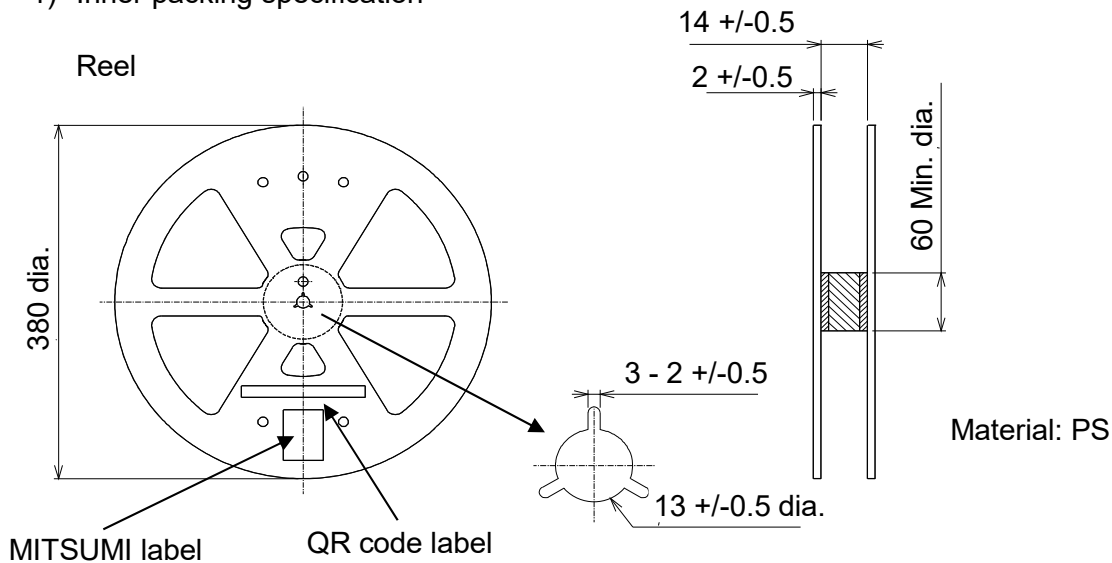 1) Inner packing specification
Reel
14 +/-0.5
2 +/-0.5
60 Min. dia.
380 dia.
3 - 2 +/-0.5
13 +/-0.5 dia.
Material: PS
MITSUMI label
QR code label